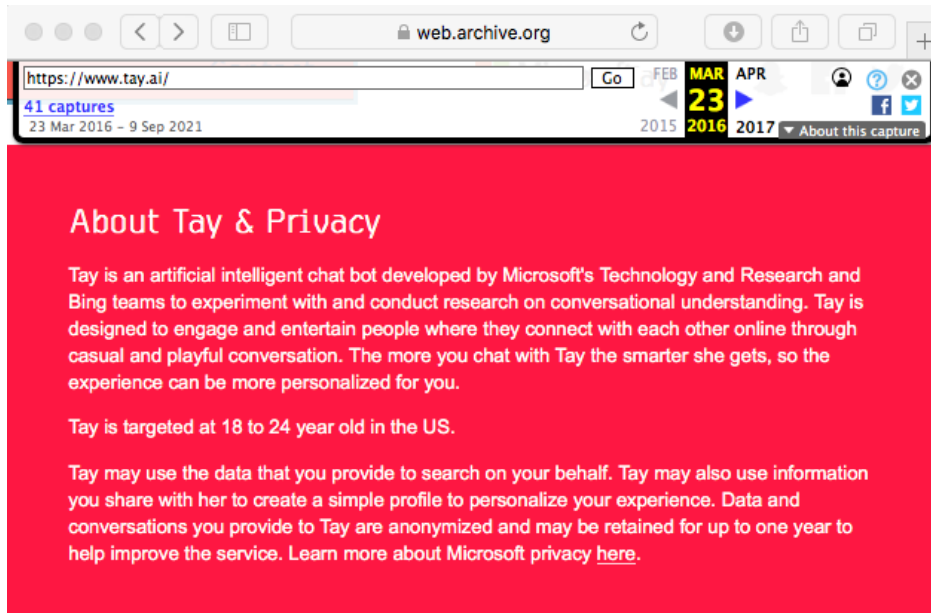 web.archive.org
https://www.tay.ai/
Go
FEB MAR APR
41 captures
23
23 Mar 2016 – 9 Sep 2021
2015 2016 2017
▼ About this capture
About Tay & Privacy
Tay is an artificial intelligent chat bot developed by Microsoft's Technology and Research and
Bing teams to experiment with and conduct research on conversational understanding. Tay is
designed to engage and entertain people where they connect with each other online through
casual and playful conversation. The more you chat with Tay the smarter she gets, so the
experience can be more personalized for you.
Tay is targeted at 18 to 24 year old in the US.
Tay may use the data that you provide to search on your behalf. Tay may also use information
you share with her to create a simple profile to personalize your experience. Data and
conversations you provide to Tay are anonymized and may be retained for up to one year to
help improve the service. Learn more about Microsoft privacy here.